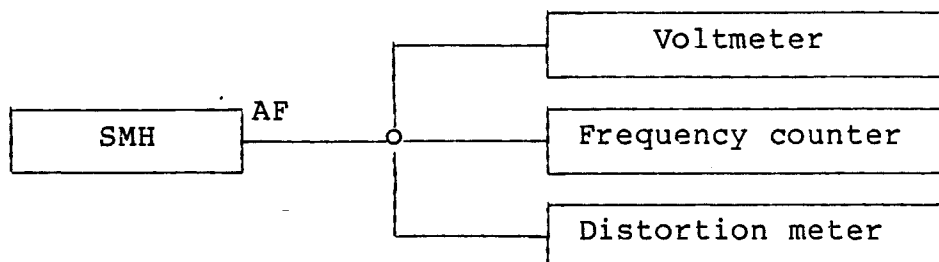 Voltmeter
AF
SMH
Frequency counter
Distortion meter